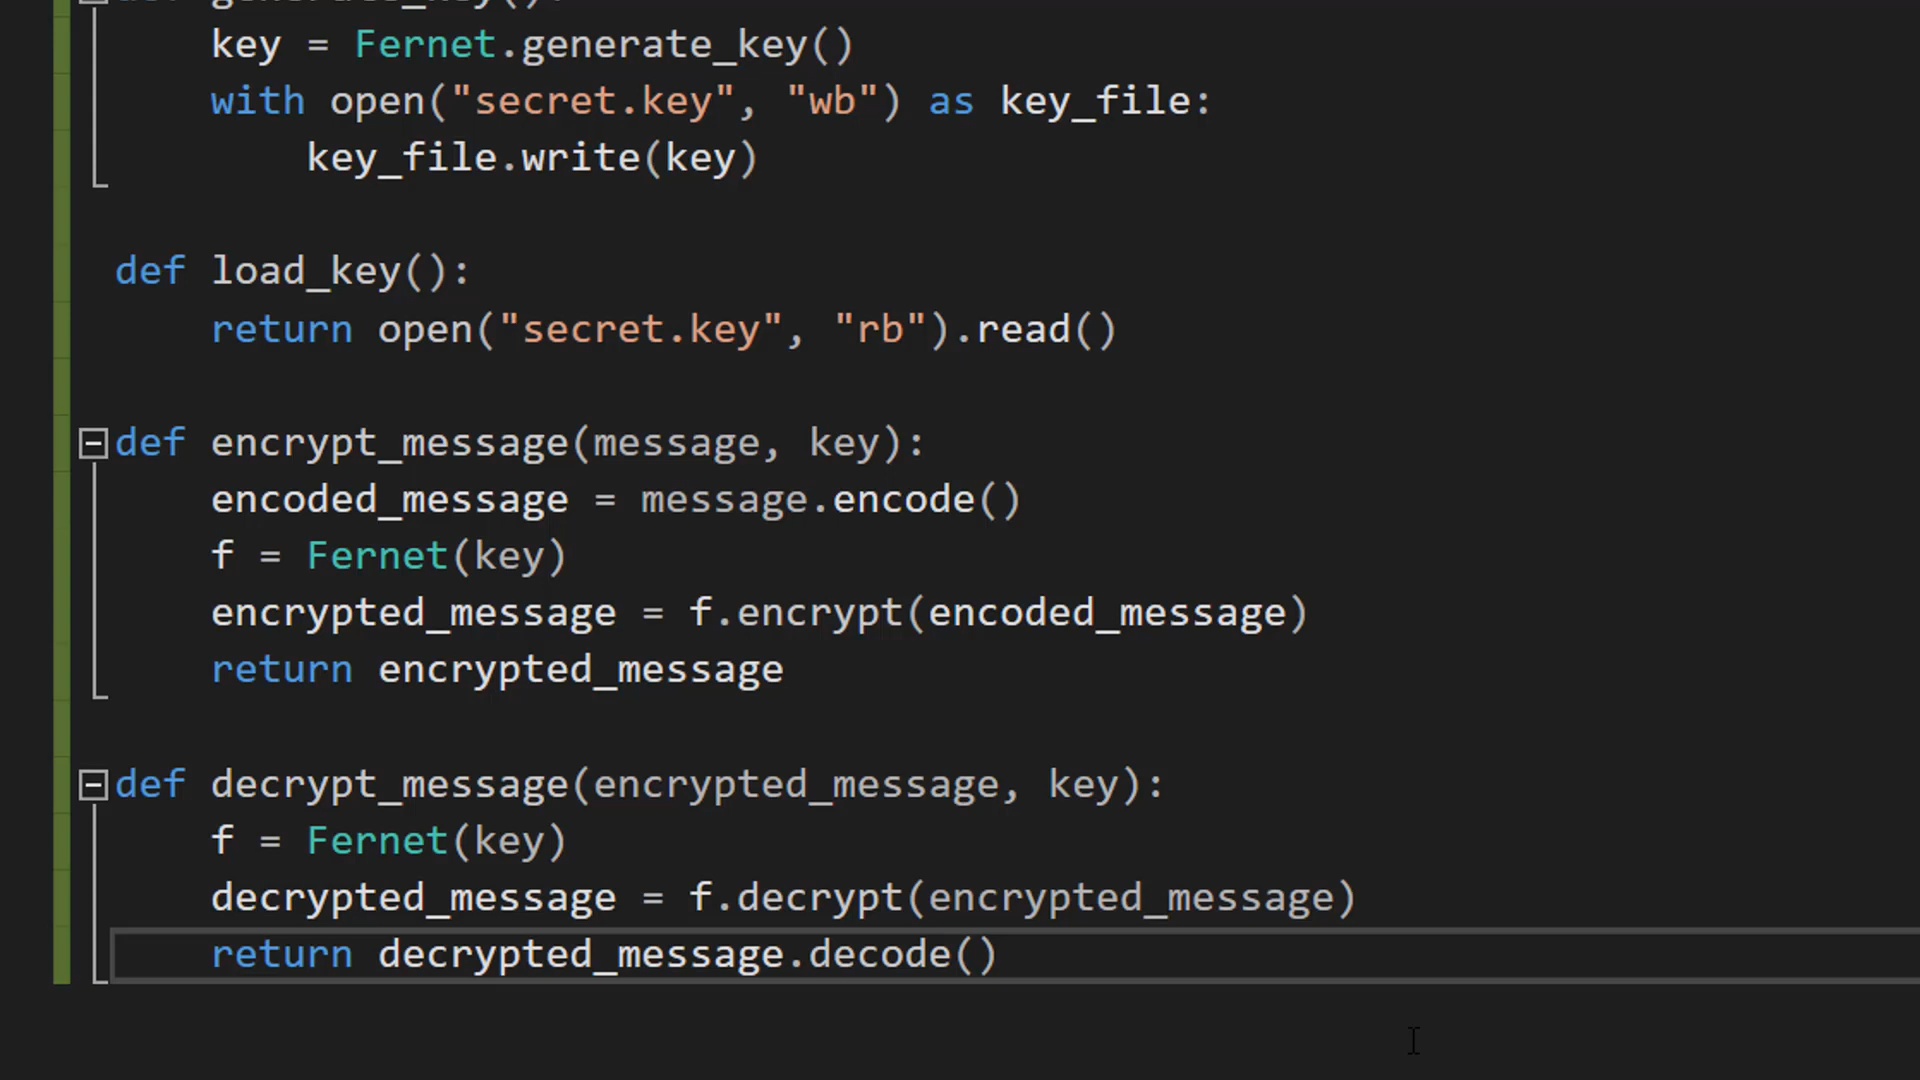 def generate_key():
    key = Fernet.generate_key()
    with open("secret.key", "wb") as key_file:
        key_file.write(key)

def load_key():
    return open("secret.key", "rb").read()

def encrypt_message(message, key):
    encoded_message = message.encode()
    f = Fernet(key)
    encrypted_message = f.encrypt(encoded_message)
    return encrypted_message

def decrypt_message(encrypted_message, key):
    f = Fernet(key)
    decrypted_message = f.decrypt(encrypted_message)
    return decrypted_message.decode()